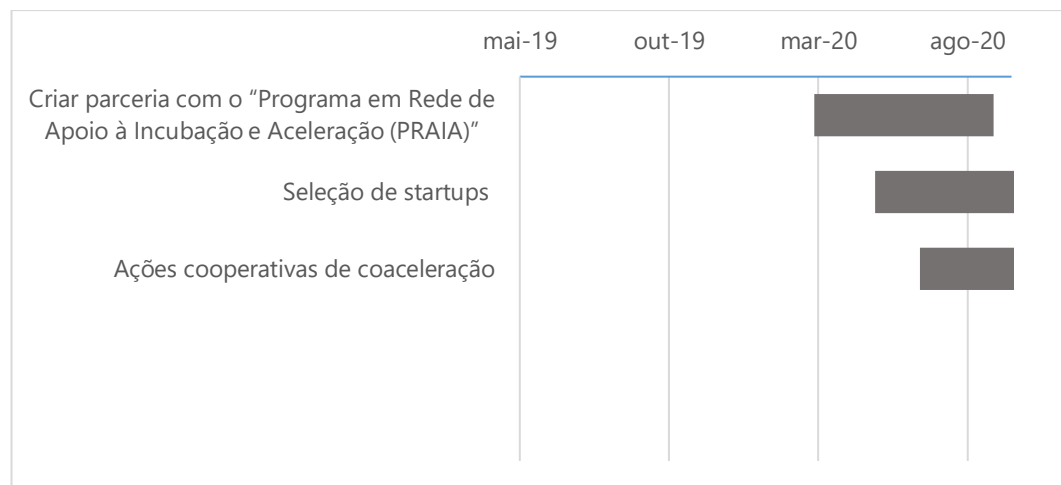 mai-19 out-19 mar-20 ago-20
Criar parceria com o “Programa em Rede de
Apoio à Incubação e Aceleração (PRAIA)”
Seleção de startups
Ações cooperativas de coaceleração